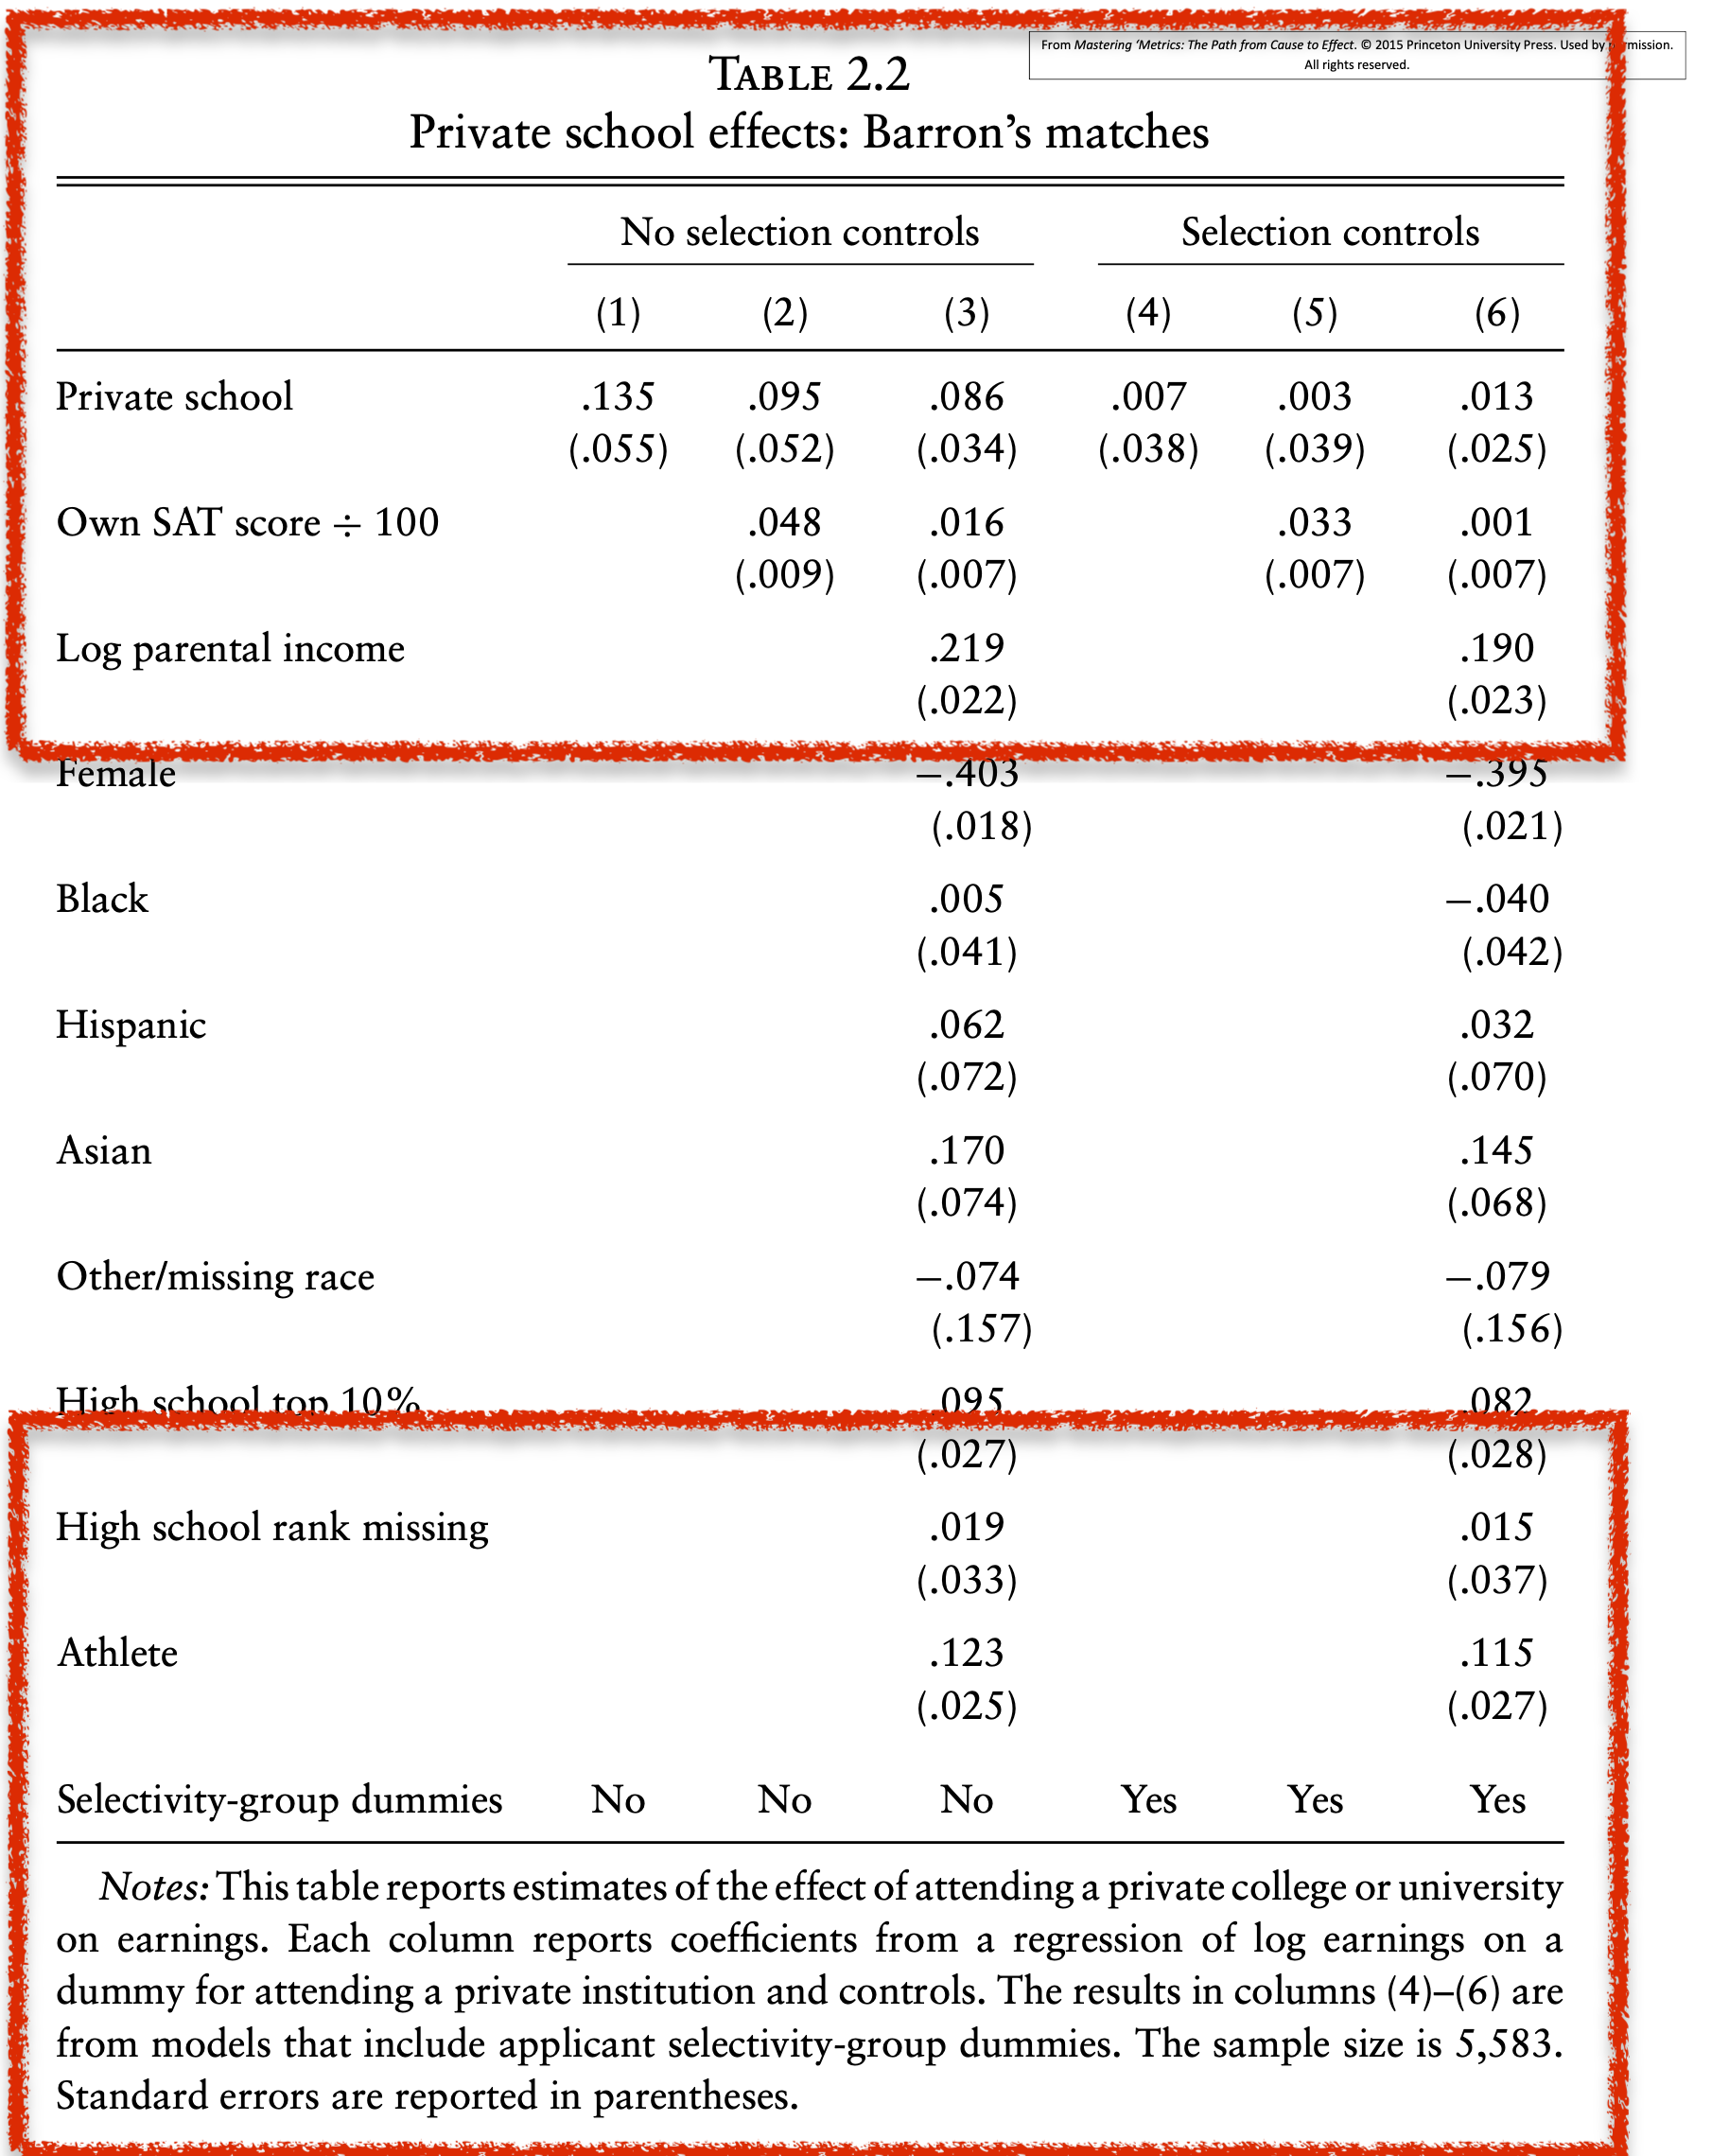 From Mastering ‘Metrics: The Path from Cause to Effect. © 2015 Princeton University Press. Used by
All rights reserved.
TABLE 2.2
Private school effects: Barron’s matches
No selection controls Selection controls
(1) (2) (3) (4) (5) (6)
Private school .135 .095 .086 .007 .003 .013
(.055) (.052) (.034) (.038) (.039) (.025)
Own SAT score ÷ 100 .048 .016 .033 .001
(.009) (.007) (.007) (.007)
Log parental income .219 .190
(.022) (.023)
Female −.403 −.395
(.018) (.021)
Black .005 −.040
(.041) (.042)
Hispanic .062 .032
(.072) (.070)
Asian .170 .145
(.074) (.068)
Other/missing race −.074 −.079
(.157) (.156)
High school top 10% .095 .082
(.027) (.028)
High school rank missing .019 .015
(.033) (.037)
Athlete .123 .115
(.025) (.027)
Selectivity-group dummies No No No Yes Yes Yes
Notes: This table reports estimates of the effect of attending a private college or university
on earnings. Each column reports coefficients from a regression of log earnings on a
dummy for attending a private institution and controls. The results in columns (4)–(6) are
from models that include applicant selectivity-group dummies. The sample size is 5,583.
Standard errors are reported in parentheses.